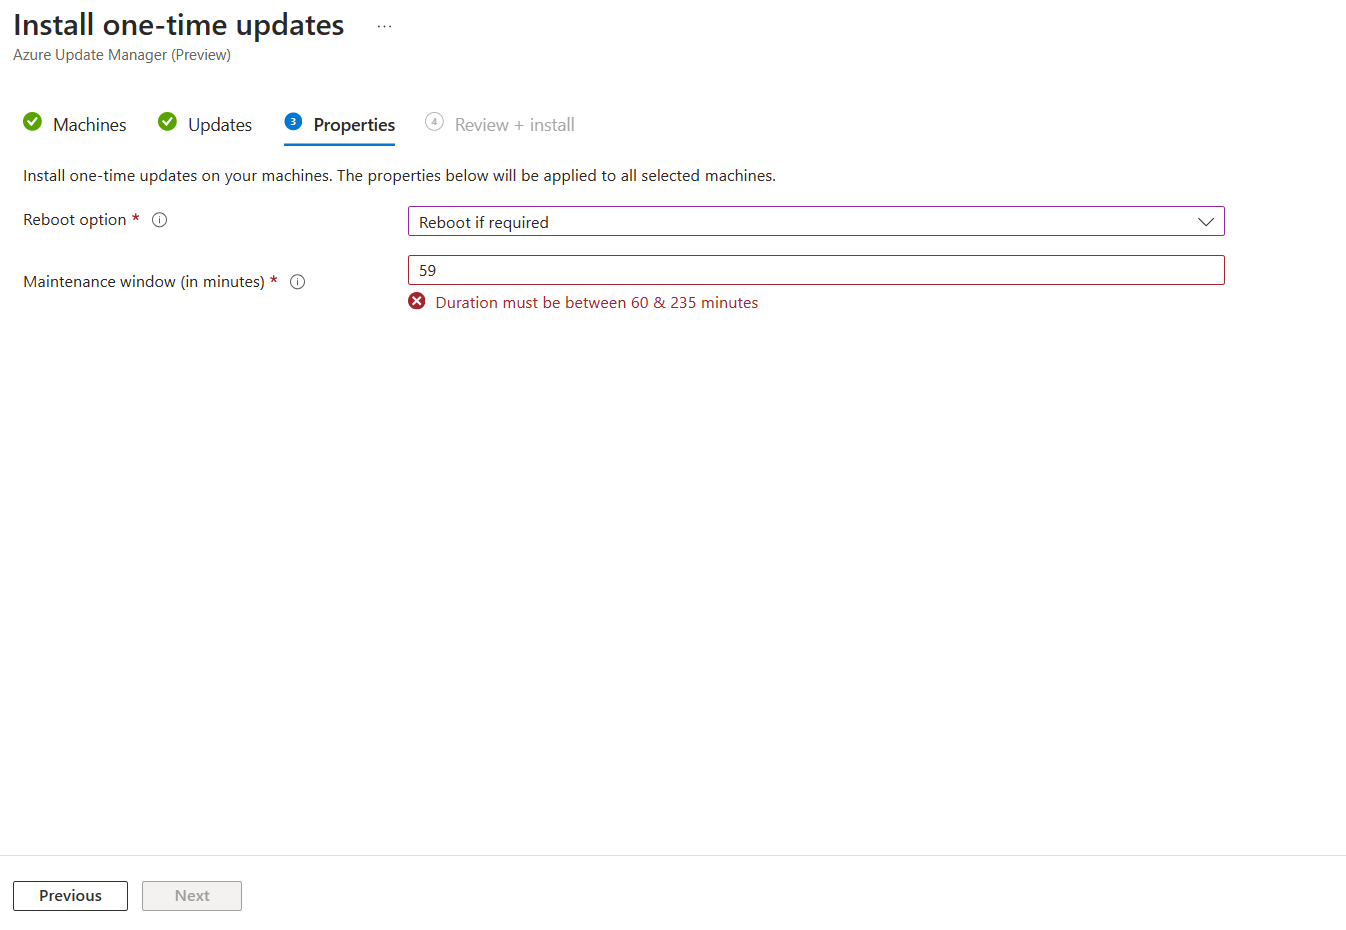 Install one-time updates ...
Azure Update Manager (Preview)
Machines Updates 3 Properties 4 Review + install
Install one-time updates on your machines. The properties below will be applied to all selected machines.
Reboot option * i Reboot if required
Maintenance window (in minutes) * i 59
Duration must be between 60 & 235 minutes
Previous Next